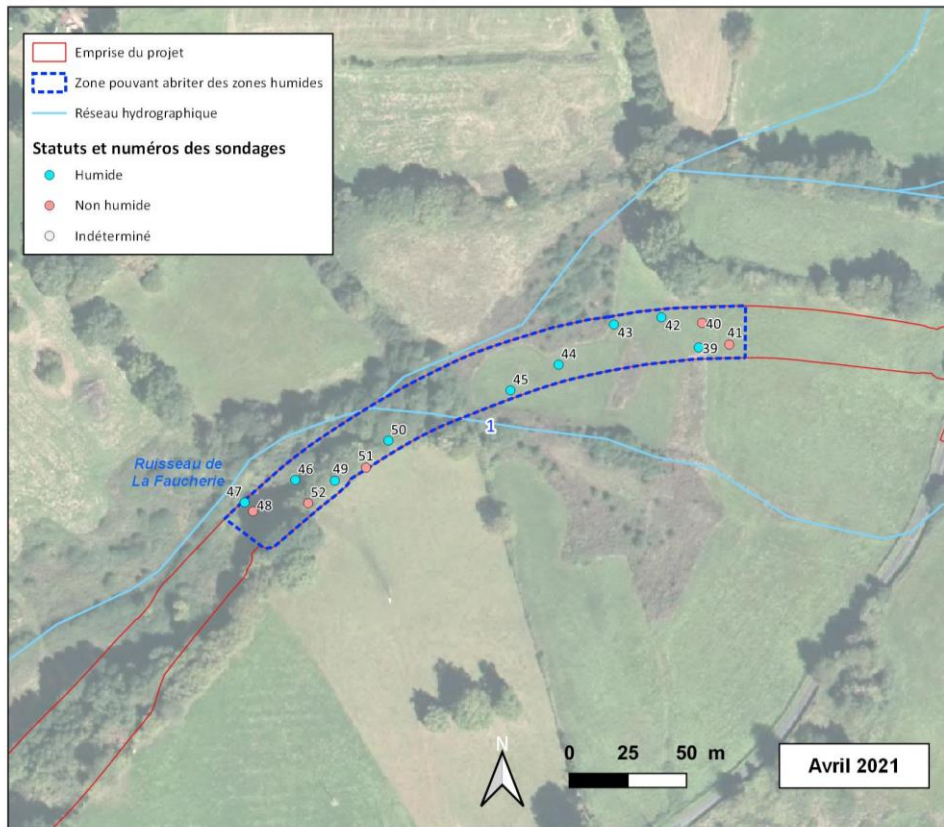 Emprise du projet
Zone pouvant abriter des zones humides
Réseau hydrographique
Statuts et numéros des sondages
Humide
Non humide
Indéterminé
43
42
40
41
39
44
45
1
50
51
Ruisseau de
La Faucherie
46
49
47
48
52
N
0 25 50 m
Avril 2021